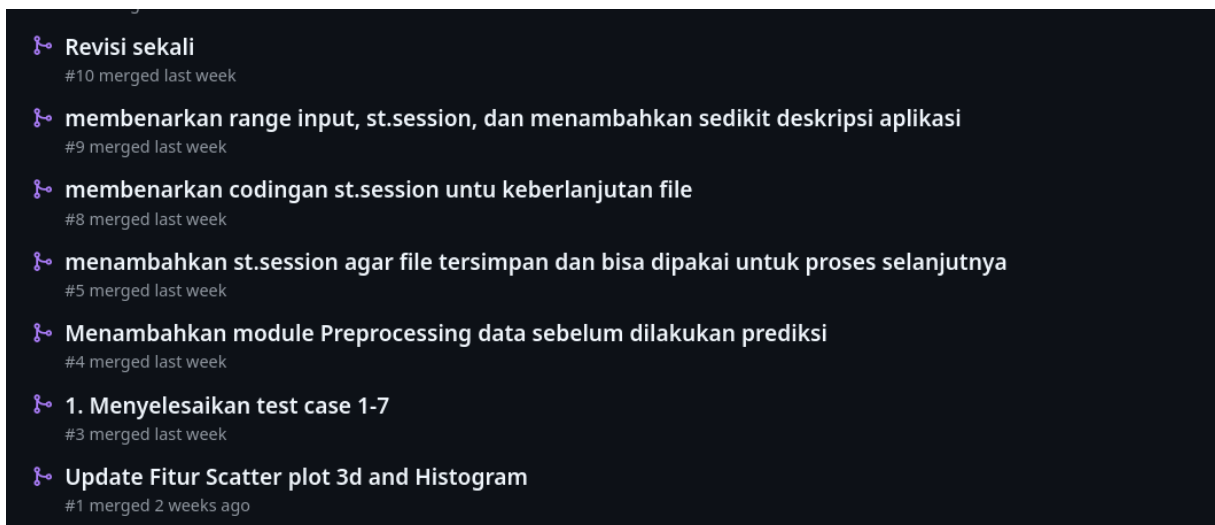 Revisi sekali
#10 merged last week
membenarkan range input, st.session, dan menambahkan sedikit deskripsi aplikasi
#9 merged last week
membenarkan codingan st.session untu keberlanjutan file
#8 merged last week
menambahkan st.session agar file tersimpan dan bisa dipakai untuk proses selanjutnya
#5 merged last week
Menambahkan module Preprocessing data sebelum dilakukan prediksi
#4 merged last week
1. Menyelesaikan test case 1-7
#3 merged last week
Update Fitur Scatter plot 3d and Histogram
#1 merged 2 weeks ago